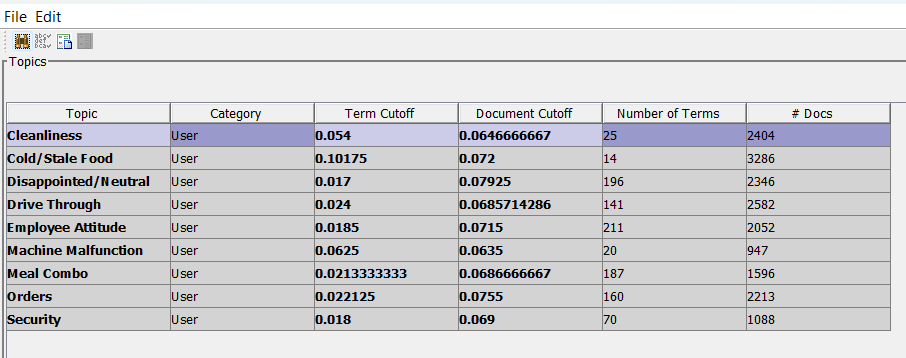 File Edit
abc
def
bca
Topics
Topic Category Term Cutoff Document Cutoff Number of Terms # Docs
Cleanliness User 0.054 0.0646666667 25 2404
Cold/Stale Food User 0.10175 0.072 14 3286
Disappointed/Neutral User 0.017 0.07925 196 2346
Drive Through User 0.024 0.0685714286 141 2582
Employee Attitude User 0.0185 0.0715 211 2052
Machine Malfunction User 0.0625 0.0635 20 947
Meal Combo User 0.0213333333 0.0686666667 187 1596
Orders User 0.022125 0.0755 160 2213
Security User 0.018 0.069 70 1088